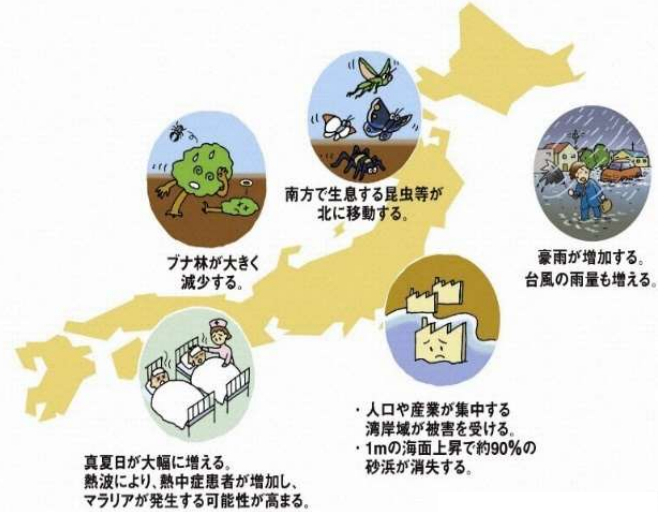 南方で生息する昆虫等が
北に移動する。
ブナ林が大きく
減少する。
豪雨が増加する。
台風の雨量も増える。
・人口や産業が集中する
湾岸域が被害を受ける。
・1mの海面上昇で約90%の
砂浜が消失する。
真夏日が大幅に増える。
熱波により、熱中症患者が増加し、
マラリアが発生する可能性が高まる。